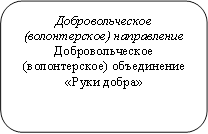 Добровольческое
(волонтерское) направление
Добровольческое
(волонтерское) объединение
«Руки добра»